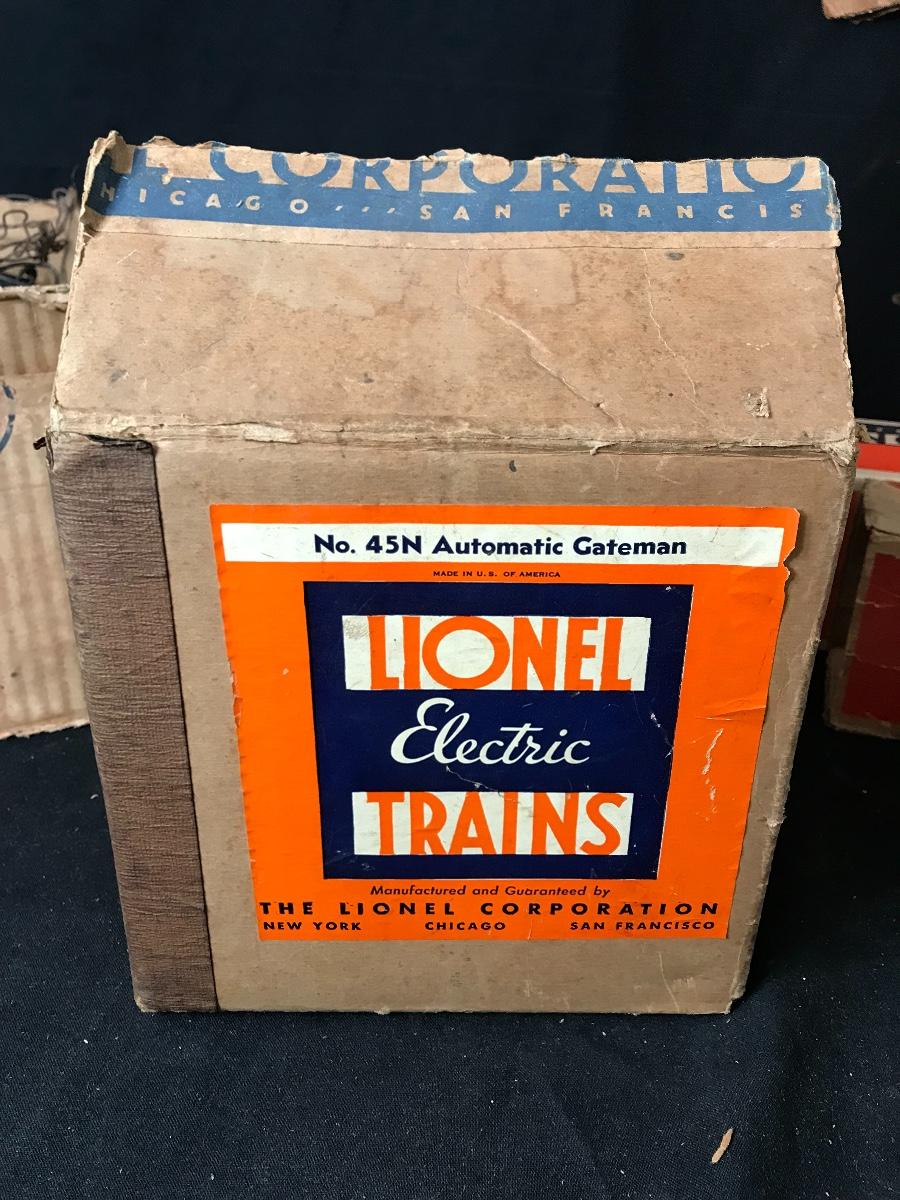 CORPORATIO
HICAGO ,,, SAN FRANCIS
No. 45N Automatic Gateman
MADE IN U.S. OF AMERICA
LIONEL
Electric
TRAINS
Manufactured and Guaranteed by
THE LIONEL CORPORATION
NEW YORK CHICAGO SAN FRANCISCO